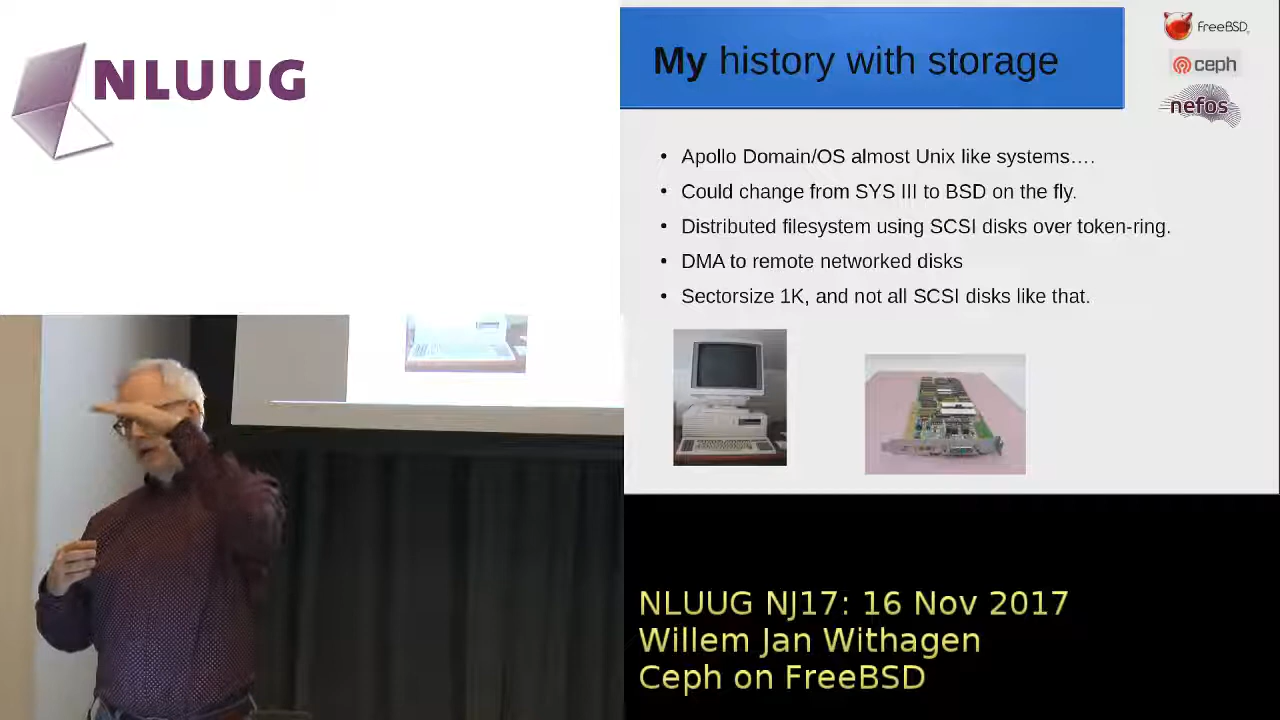 NLUUG
My history with storage
FreeBSD
ceph
nefos
• Apollo Domain/OS almost Unix like systems….
• Could change from SYS III to BSD on the fly.
• Distributed filesystem using SCSI disks over token-ring.
• DMA to remote networked disks
• Sectorsize 1K, and not all SCSI disks like that.
NLUUG NJ17: 16 Nov 2017
Willem Jan Withagen
Ceph on FreeBSD